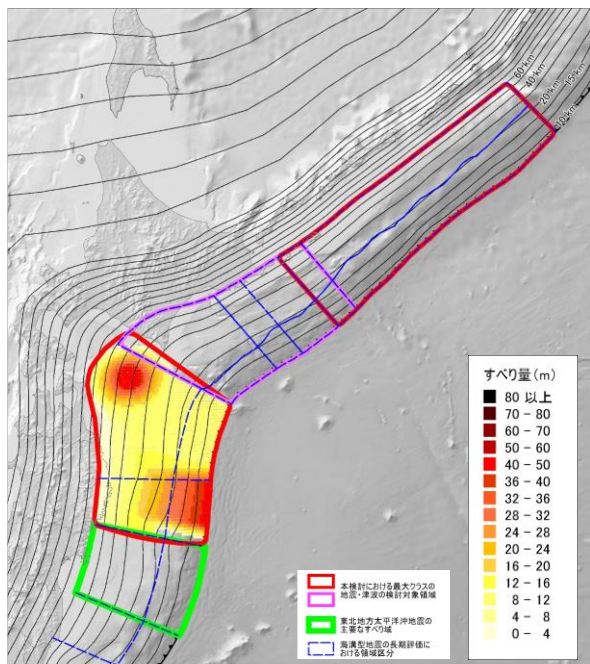 60 km
40 km
20 km
15 km
10 km
すべり量(m)
80 以上
70 - 80
60 - 70
50 - 60
40 - 50
36 - 40
32 - 36
28 - 32
24 - 28
20 - 24
16 - 20
12 - 16
8 - 12
4 - 8
0 - 4
本検討における最大クラスの
地震・津波の検討対象領域
東北地方太平洋沖地震の
主要なすべり域
海溝型地震の長期評価に
おける領域区分